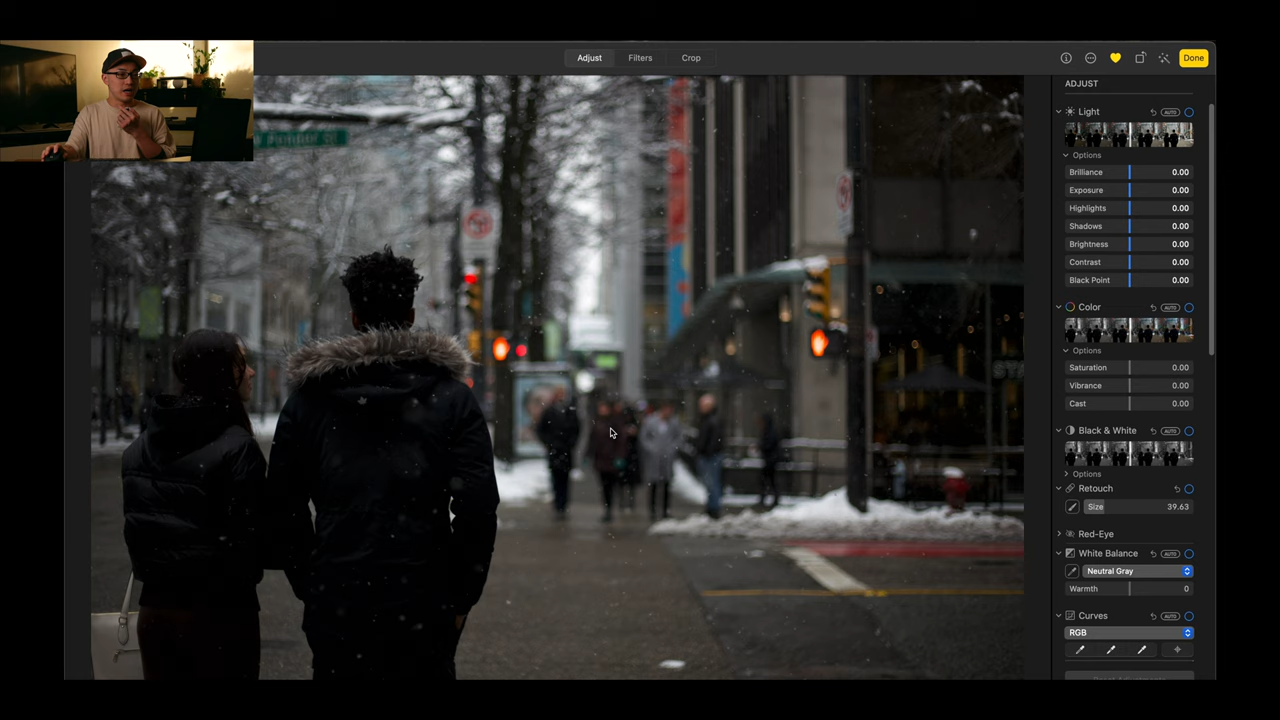 Adjust
Filters
Crop
Done
ADJUST
Light
AUTO
Options
Brilliance 0.00
Exposure 0.00
Highlights 0.00
Shadows 0.00
Brightness 0.00
Contrast 0.00
Black Point 0.00
Color
AUTO
Options
Saturation 0.00
Vibrance 0.00
Cast 0.00
Black & White
AUTO
Options
Retouch
Size 39.63
Red-Eye
White Balance
AUTO
Neutral Gray
Warmth 0
Curves
AUTO
RGB